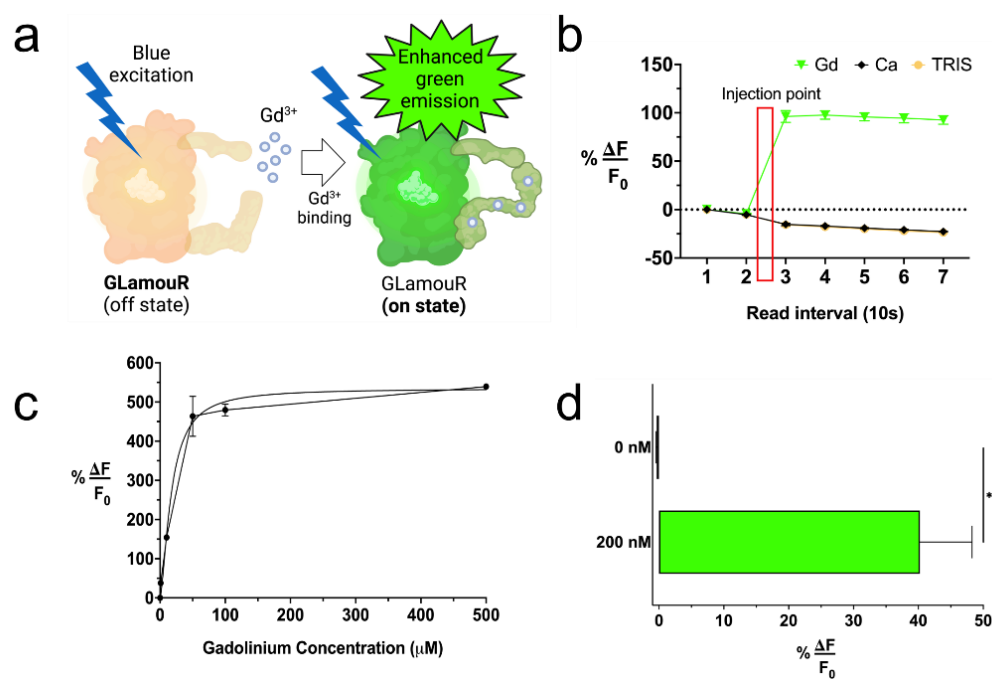 a
Blue
excitation
Gd3+
Enhanced
green
emission
Gd3+
binding
GLamouR
(off state)
GLamouR
(on state)
b
Gd Ca TRIS
Injection point
150
100
50
0
-50
% ΔF
F0
1 2 3 4 5 6 7
Read interval (10s)
c
600
500
400
300
200
150
100
0
% ΔF
F0
0 100 200 300 400 500
Gadolinium Concentration (μM)
d
0 nM
200 nM
*
0 10 20 30 40 50
% ΔF
F0